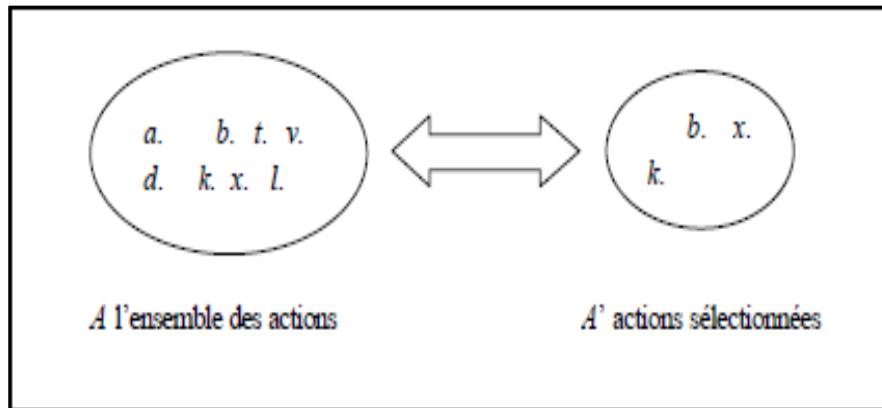 a. b. t. v.
d. k. x. l.
b. x.
k.
A l'ensemble des actions
A' actions sélectionnées